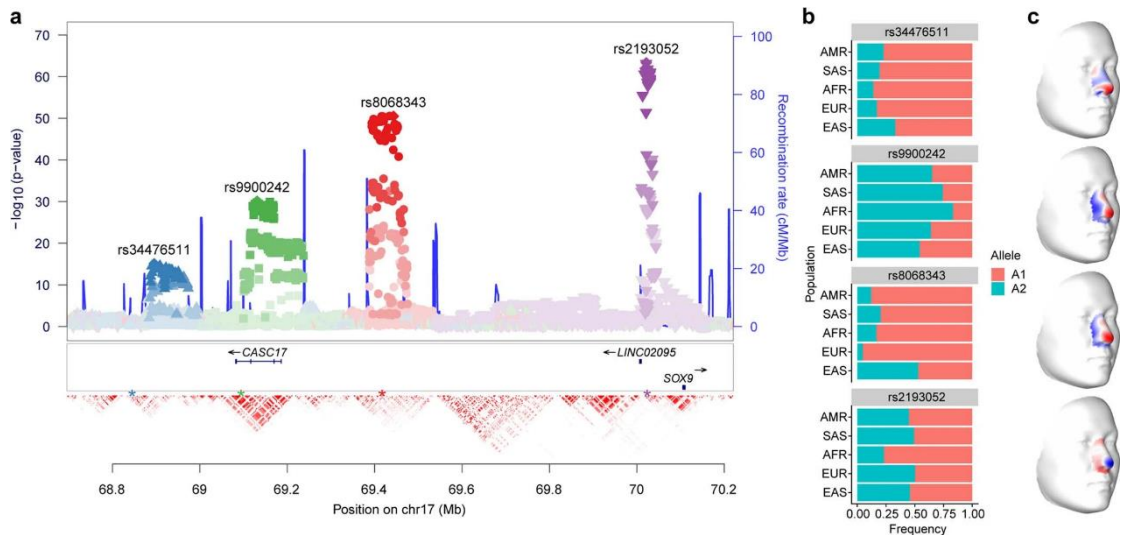 a
−log10 (p-value)
70
60
50
40
30
20
10
0
rs34476511
rs9900242
rs8068343
rs2193052
100
80
60
40
20
0
Recombination rate (cM/Mb)
CASC17
LINC02095
SOX9
* * * *
68.8 69 69.2 69.4 69.6 69.8 70 70.2
Position on chr17 (Mb)
b
Population
rs34476511
AMR
SAS
AFR
EUR
EAS
rs9900242
AMR
SAS
AFR
EUR
EAS
rs8068343
AMR
SAS
AFR
EUR
EAS
rs2193052
AMR
SAS
AFR
EUR
EAS
0.00 0.25 0.50 0.75 1.00
Frequency
Allele
A1
A2
c